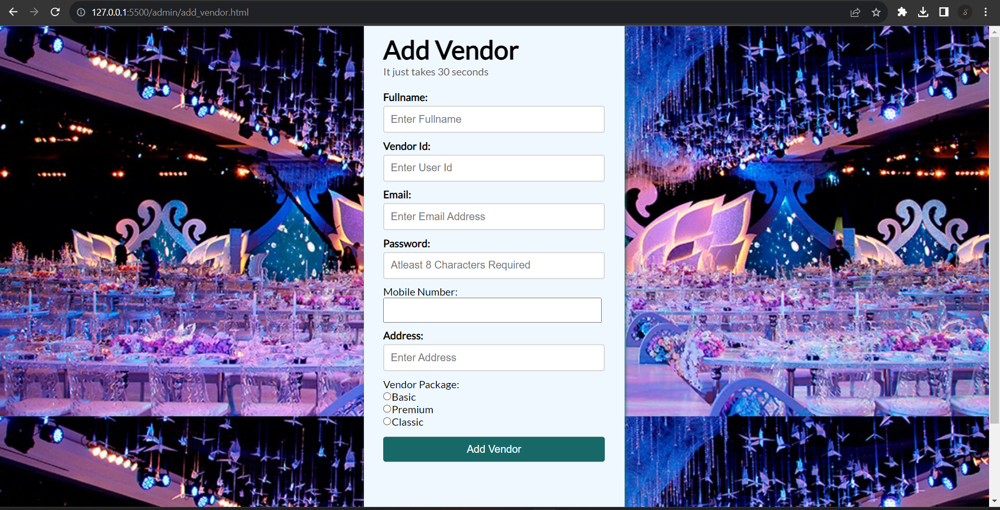 127.0.0.1:5500/admin/add_vendor.html
Add Vendor
It just takes 30 seconds
Fullname:
Enter Fullname
Vendor Id:
Enter User Id
Email:
Enter Email Address
Password:
Atleast 8 Characters Required
Mobile Number:
Address:
Enter Address
Vendor Package:
Basic
Premium
Classic
Add Vendor